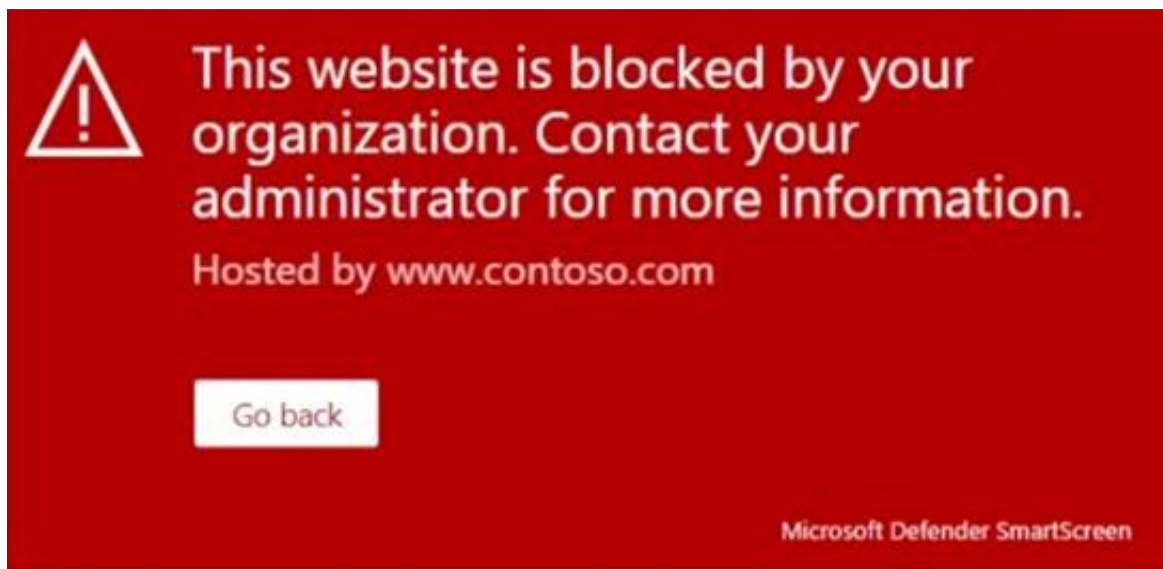 This website is blocked by your
organization. Contact your
administrator for more information.
Hosted by www.contoso.com
Go back
Microsoft Defender SmartScreen